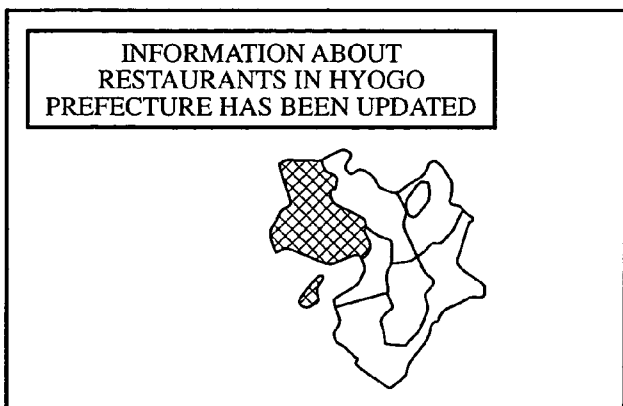 INFORMATION ABOUT
RESTAURANTS IN HYOGO
PREFECTURE HAS BEEN UPDATED